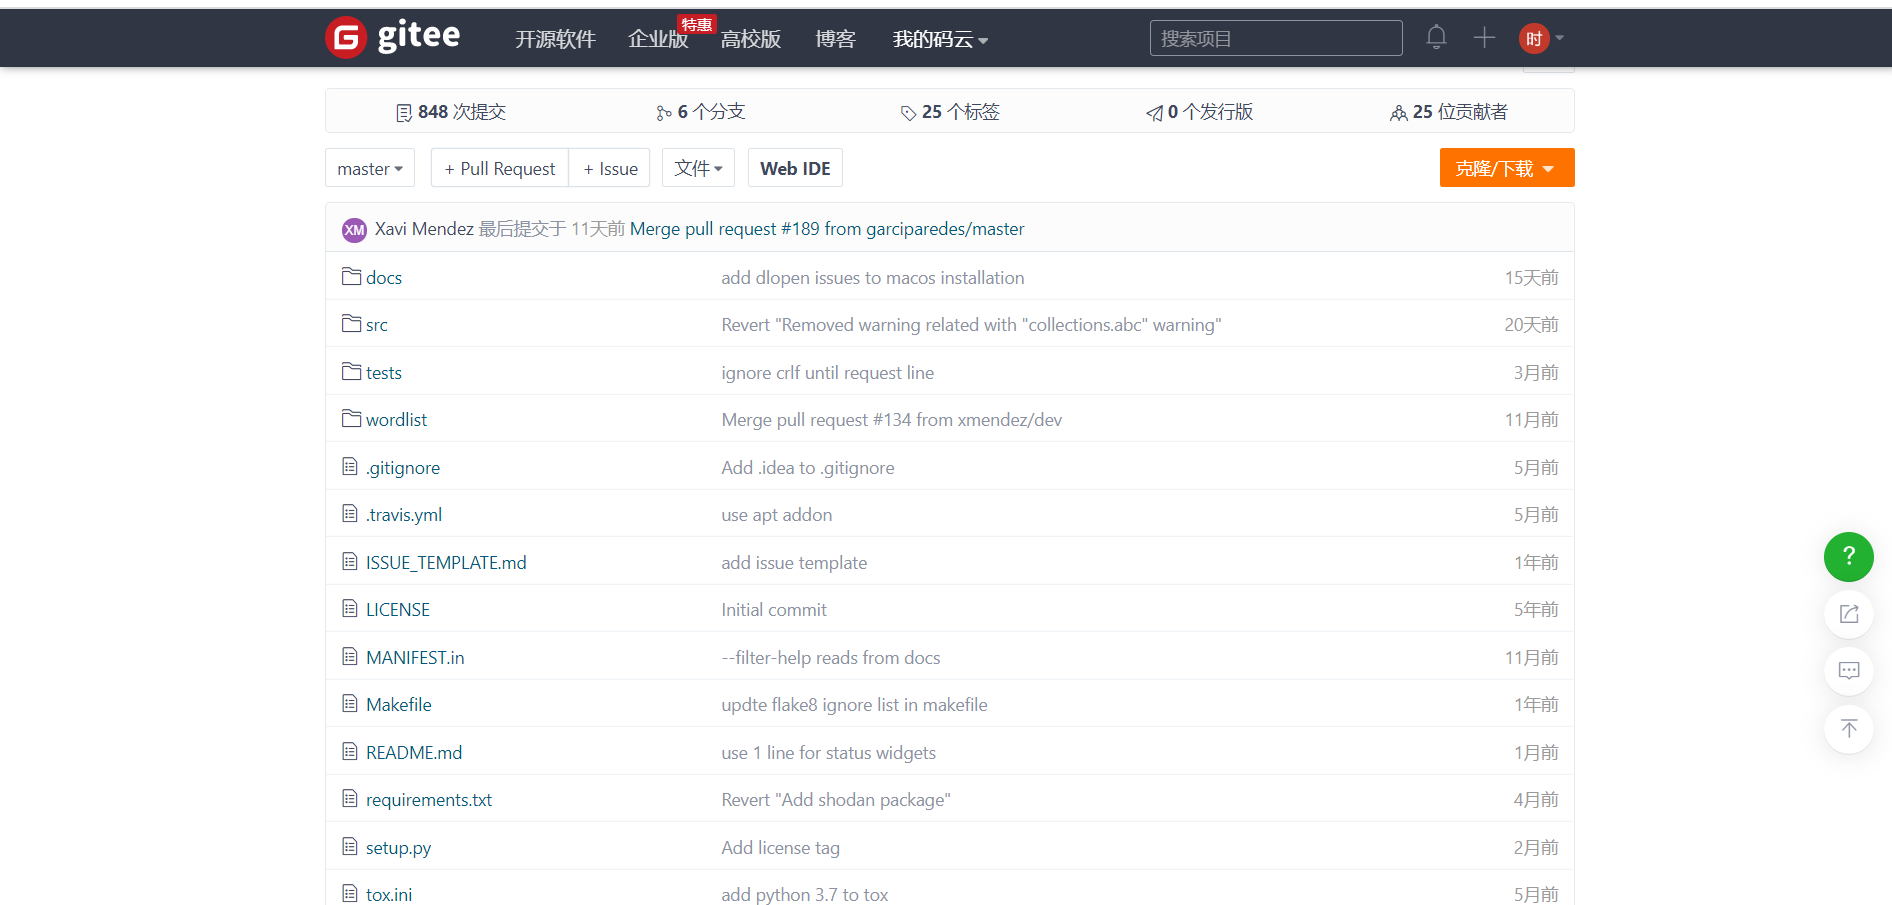 G gitee 开源软件 企业版 特惠 高校版 博客 我的码云 搜索项目 时
848 次提交 6 个分支 25 个标签 0 个发行版 25 位贡献者
master + Pull Request + Issue 文件 Web IDE 克隆/下载
XM Xavi Mendez 最后提交于 11天前 Merge pull request #189 from garciparedes/master
docs add dlopen issues to macos installation 15天前
src Revert "Removed warning related with "collections.abc" warning" 20天前
tests ignore crlf until request line 3月前
wordlist Merge pull request #134 from xmendez/dev 11月前
.gitignore Add .idea to .gitignore 5月前
.travis.yml use apt addon 5月前
ISSUE_TEMPLATE.md add issue template 1年前
LICENSE Initial commit 5年前
MANIFEST.in --filter-help reads from docs 11月前
Makefile updte flake8 ignore list in makefile 1年前
README.md use 1 line for status widgets 1月前
requirements.txt Revert "Add shodan package" 4月前
setup.py Add license tag 2月前
tox.ini add python 3.7 to tox 5月前
?